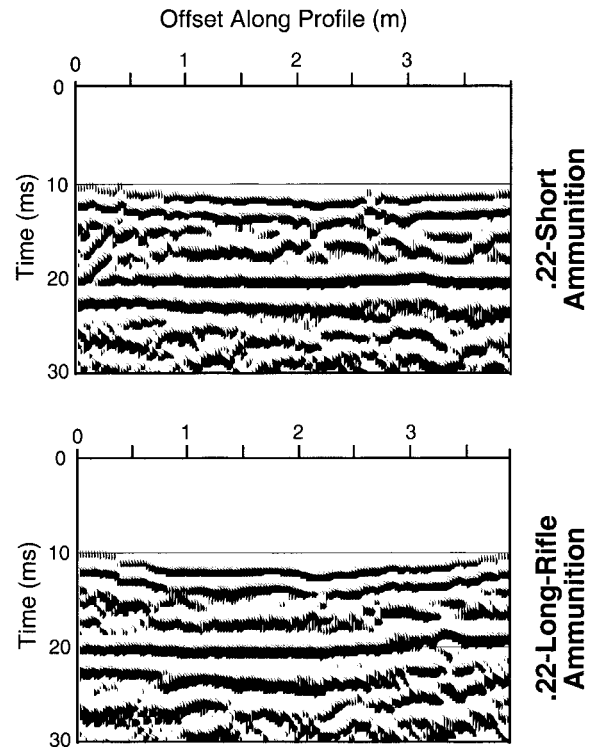 Offset Along Profile (m)
0 1 2 3
0
10
20
30
Time (ms)
.22-Short
Ammunition
0 1 2 3
0
10
20
30
Time (ms)
.22-Long-Rifle
Ammunition